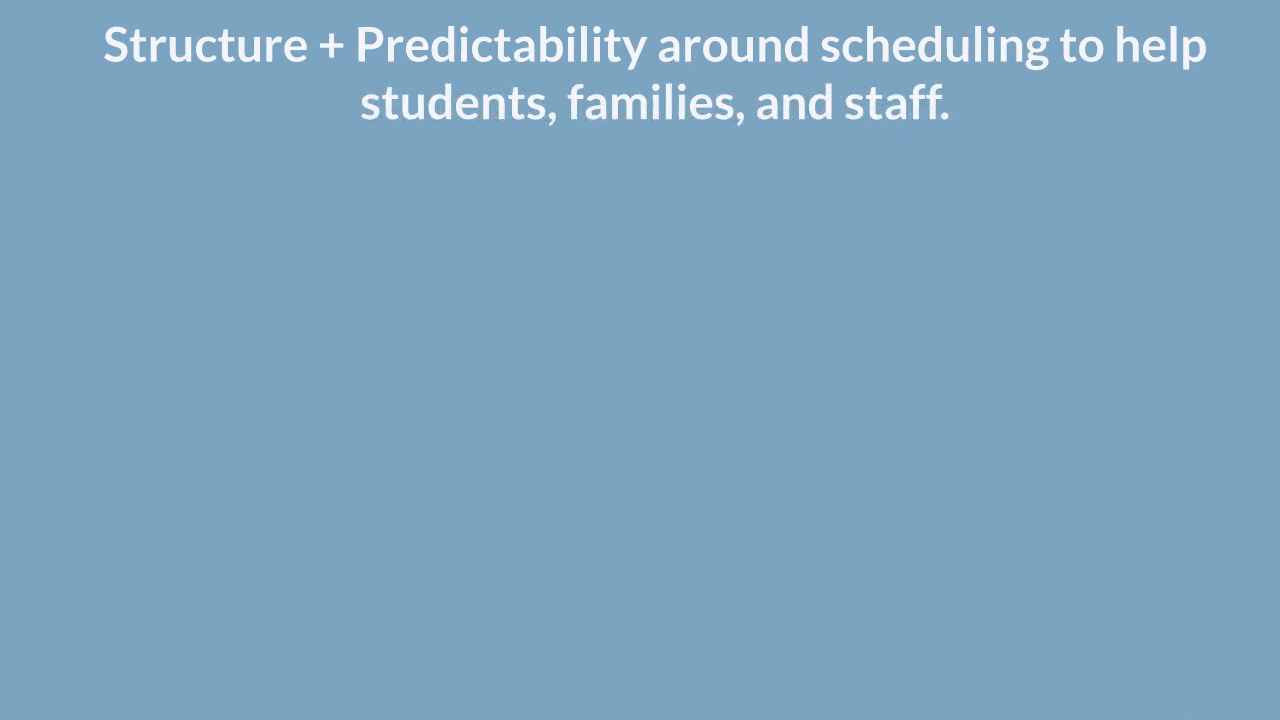 Structure + Predictability around scheduling to help
students, families, and staff.